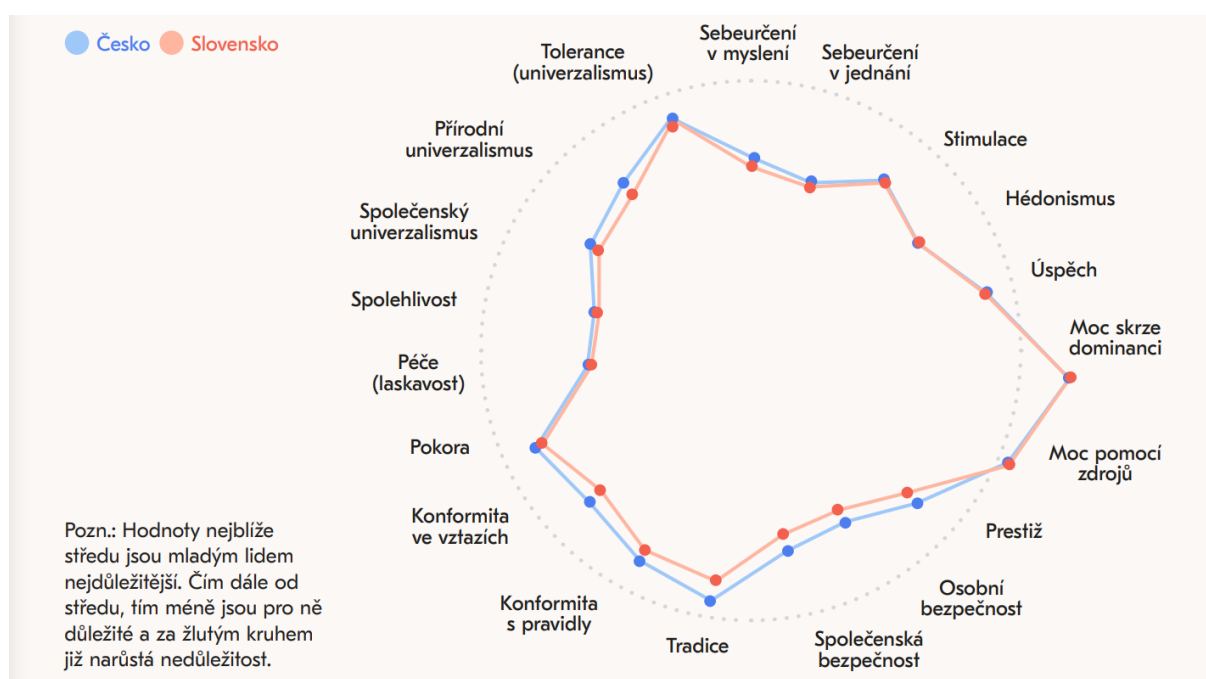 Česko
Slovensko
Sebeurčení
v myslení
Sebeurčení
v jednání
Stimulace
Hédonismus
Úspěch
Moc skrze
dominanci
Moc pomocí
zdrojů
Prestiž
Osobní
bezpečnost
Společenská
bezpečnost
Tradice
Konformita
s pravidly
Konformita
ve vztazích
Pokora
Péče
(laskavost)
Spolehlivost
Společenský
univerzalismus
Přírodní
univerzalismus
Tolerance
(univerzalismus)
Pozn.: Hodnoty nejblíže
středu jsou mladým lidem
nejdůležitější. Čím dále od
středu, tím méně jsou pro ně
důležité a za žlutým kruhem
již narůstá nedůležitost.